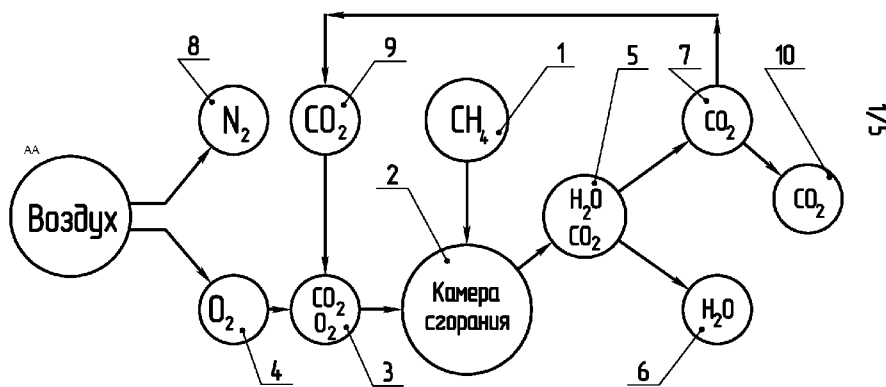 8
9
1
5
7
10
1/5
N₂
CO₂
CH₄
CO₂
AA
2
Воздух
H₂O
CO₂
CO₂
O₂
CO₂
O₂
Камера
сгорания
H₂O
4
3
6